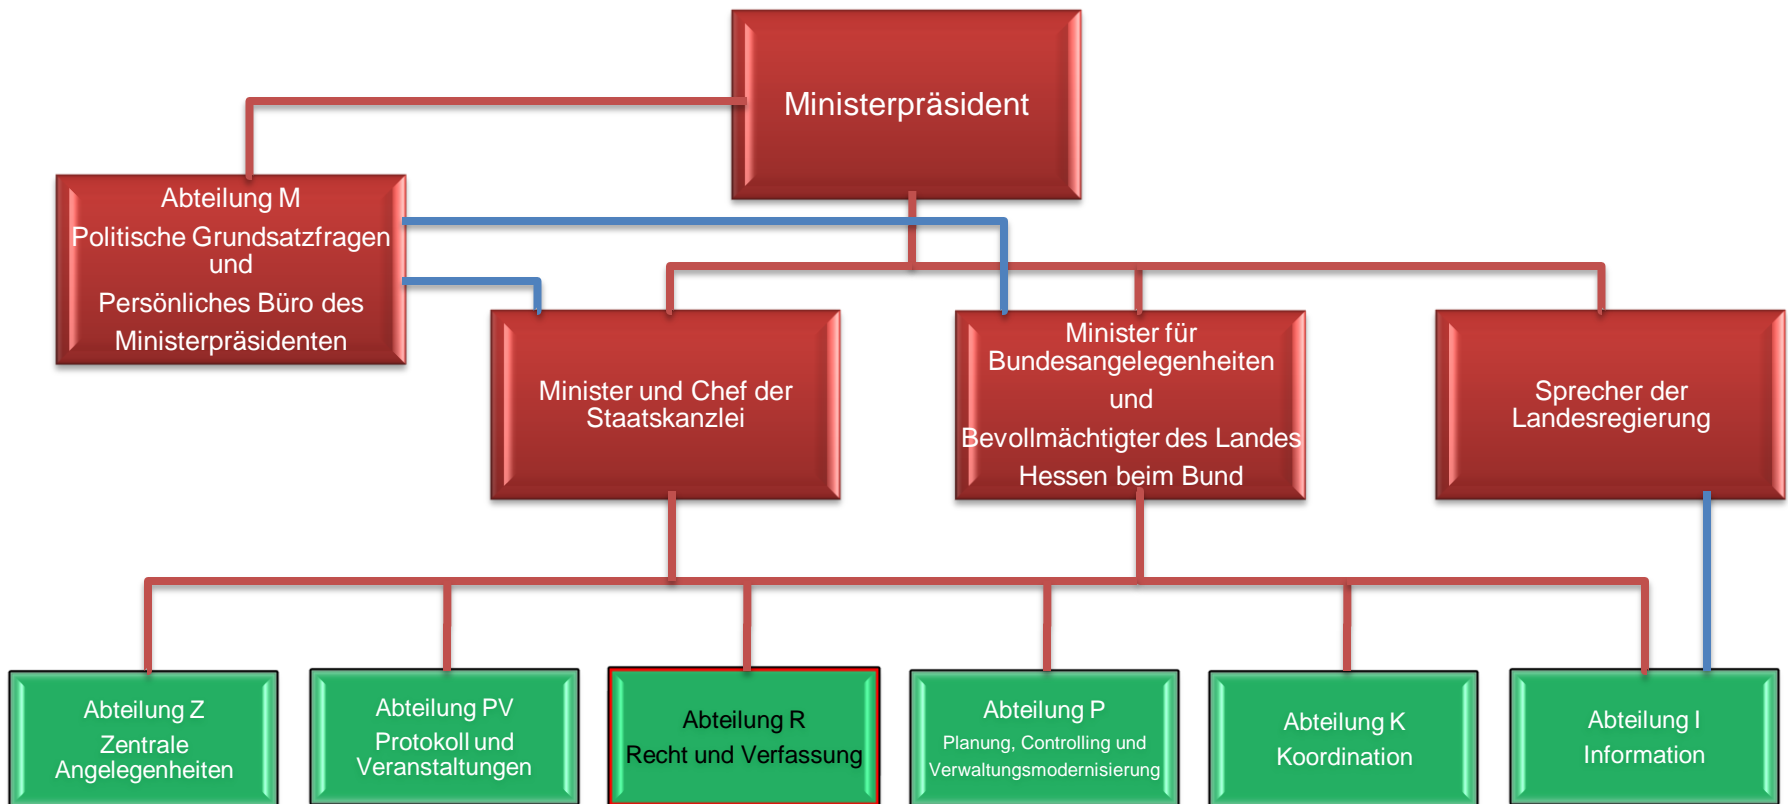 Ministerpräsident
Abteilung M
Politische Grundsatzfragen
und
Persönliches Büro des
Ministerpräsidenten
Minister und Chef der
Staatskanzlei
Minister für
Bundesangelegenheiten
und
Bevollmächtigter des Landes
Hessen beim Bund
Sprecher der
Landesregierung
Abteilung Z
Zentrale
Angelegenheiten
Abteilung PV
Protokoll und
Veranstaltungen
Abteilung R
Recht und Verfassung
Abteilung P
Planung, Controlling und
Verwaltungsmodernisierung
Abteilung K
Koordination
Abteilung I
Information